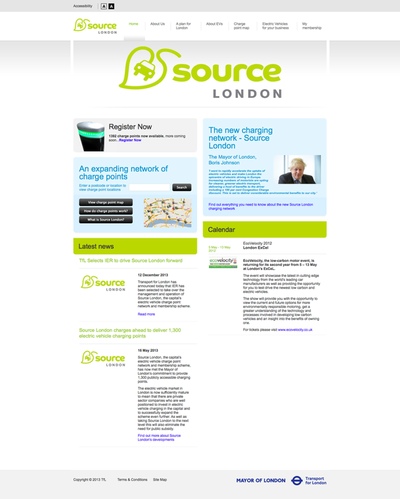 Accessibility A A
source
LONDON
Home
About Us
A plan for
London
About EVs
Charge
point map
Electric Vehicles
for your business
My
membership
source
LONDON
Register Now
1392 charge points now available, more coming
soon...Register Now
An expanding network of
charge points
Enter a postcode or location to
view charge point locations
Search
View charge point map
How do charge points work?
What is Source London?
The new charging
network - Source
London
The Mayor of London,
Boris Johnson
Find out everything you need to know about the new Source London
charging network
Latest news
TfL Selects IER to drive Source London forward
source
LONDON
12 December 2013
Transport for London has
announced today that IER has
been selected to take over the
management and operation of
Source London, the Capital's
electric vehicle charge point
network and membership scheme.
Read more
Source London charges ahead to deliver 1,300
electric vehicle charging points
source
LONDON
16 May 2013
Source London, the capital's
electric vehicle charge point
network and membership scheme,
has now met the Mayor of
London's commitment to provide
1,300 publicly accessible charging
points.
The electric vehicle market in
London is now sufficiently mature
to mean that there are private
sector companies who are well
positioned to invest in electric
vehicle charging in the capital and
to successfully expand the
scheme even further. As well as
taking Source London to the next
level this will also eliminate the
need for public subsidy.
Find out more about Source
London's developments
Calendar
ecovelocity
Ecovelocity 2012
London ExCel
Ecovelocity, the low-carbon motor event, is
returning for its second year from 5 - 13 May
at London's ExCeL.
The event will showcase the latest in cutting edge
technology from the world's leading car
manufacturers as well as providing the opportunity
for you to test drive the newest low carbon and
electric vehicles.
The show will provide you with the opportunity to
view the current and future options for more
environmentally responsible motoring, get a
greater understanding of the technology and
processes involved in developing low carbon
vehicles and an insight into the benefits of owning
one.
For tickets please visit www.ecovelocity.co.uk
Copyright © 2013 TfL
Terms & Conditions
Site Map
MAYOR OF LONDON
Transport
for London